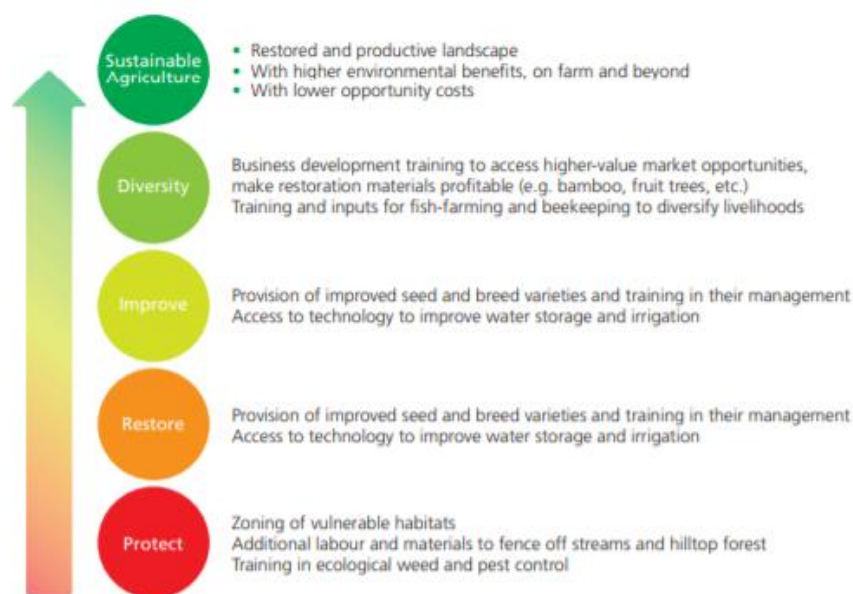 Sustainable
Agriculture
• Restored and productive landscape
• With higher environmental benefits, on farm and beyond
• With lower opportunity costs
Diversity
Business development training to access higher-value market opportunities,
make restoration materials profitable (e.g. bamboo, fruit trees, etc.)
Training and inputs for fish-farming and beekeeping to diversify livelihoods
Improve
Provision of improved seed and breed varieties and training in their management
Access to technology to improve water storage and irrigation
Restore
Provision of improved seed and breed varieties and training in their management
Access to technology to improve water storage and irrigation
Protect
Zoning of vulnerable habitats
Additional labour and materials to fence off streams and hilltop forest
Training in ecological weed and pest control